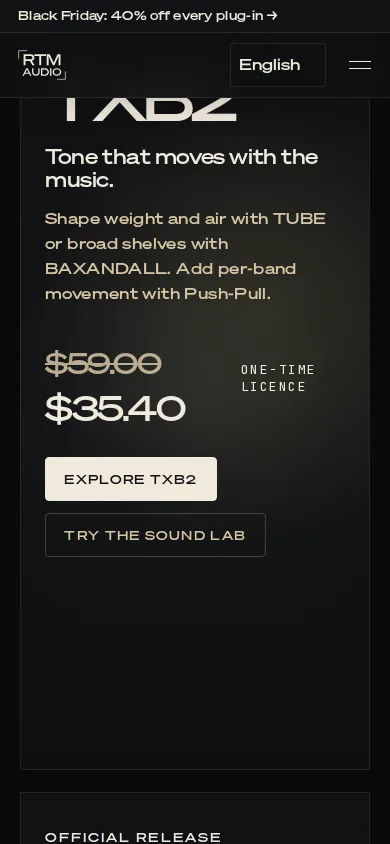 Black Friday: 40% off every plug-in →
RTM
AUDIO
English
TXB2
Tone that moves with the
music.
Shape weight and air with TUBE
or broad shelves with
BAXANDALL. Add per-band
movement with Push-Pull.
$59.00
$35.40
ONE-TIME
LICENCE
EXPLORE TXB2
TRY THE SOUND LAB
OFFICIAL RELEASE